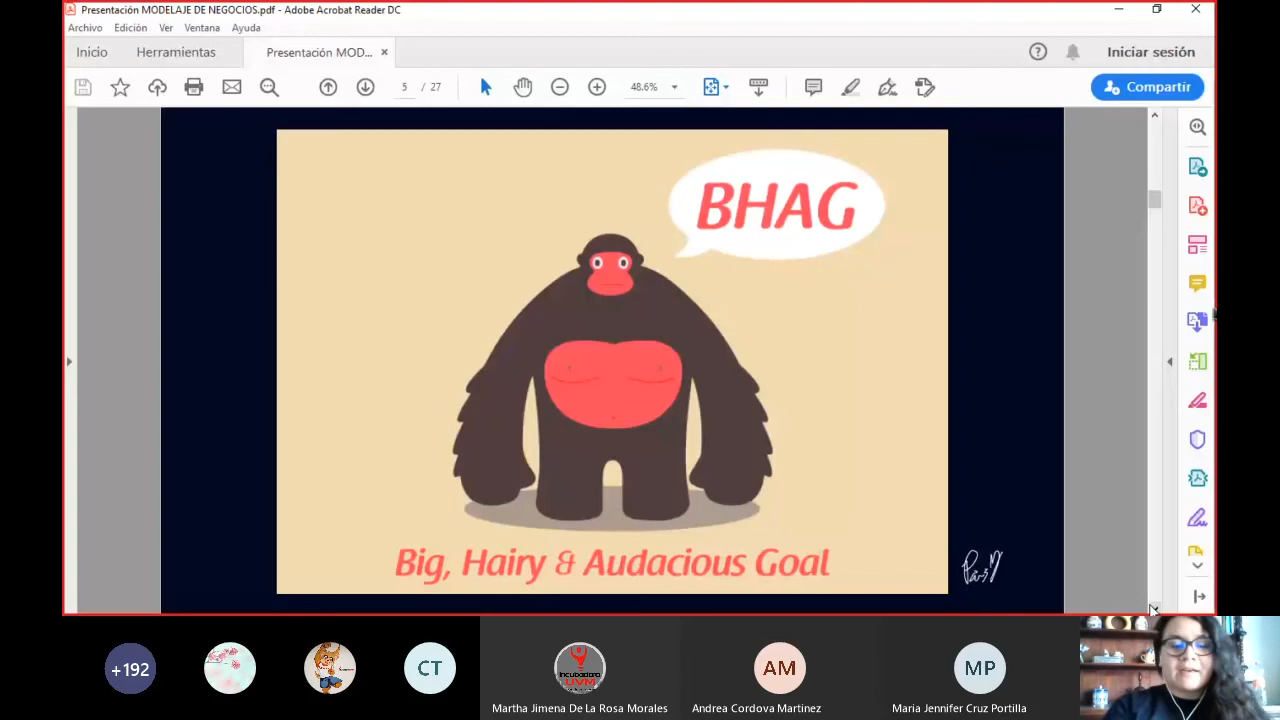 Presentación MODELAJE DE NEGOCIOS.pdf - Adobe Acrobat Reader DC
Archivo Edición Ver Ventana Ayuda
Inicio Herramientas Presentación MOD... Iniciar sesión
5 / 27 48.6% Compartir
BHAG
Big, Hairy & Audacious Goal
+192 CT Incubadora UVM AM MP
Martha Jimena De La Rosa Morales Andrea Cordova Martinez Maria Jennifer Cruz Portilla